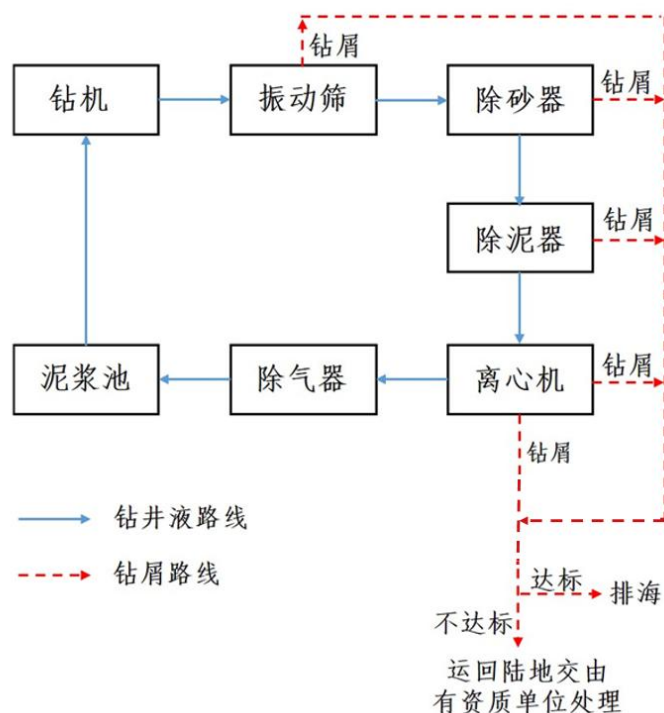 钻屑
钻机
振动筛
除砂器
钻屑
除泥器
钻屑
泥浆池
除气器
离心机
钻屑
钻屑
钻井液路线
钻屑路线
达标
排海
不达标
运回陆地交由
有资质单位处理